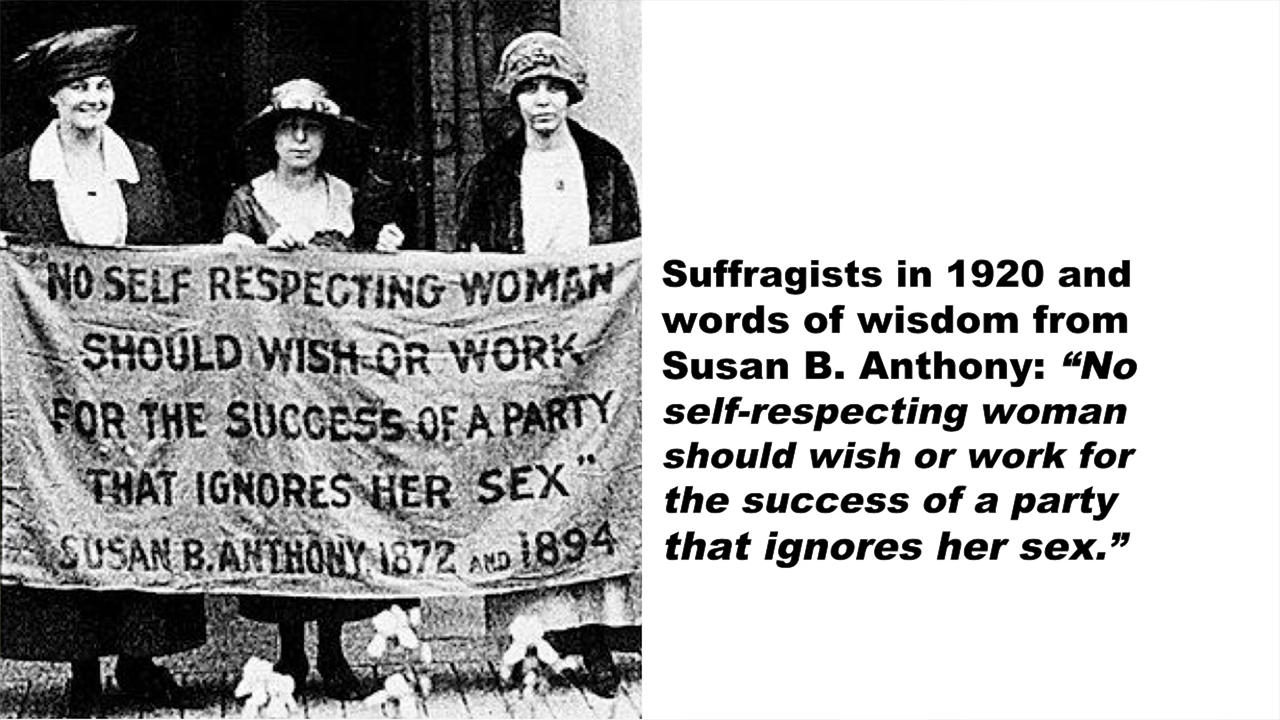 "NO SELF RESPECTING WOMAN
SHOULD WISH OR WORK
FOR THE SUCCESS OF A PARTY
THAT IGNORES HER SEX"
SUSAN B. ANTHONY, 1872 AND 1894
Suffragists in 1920 and
words of wisdom from
Susan B. Anthony: “No
self-respecting woman
should wish or work for
the success of a party
that ignores her sex.”